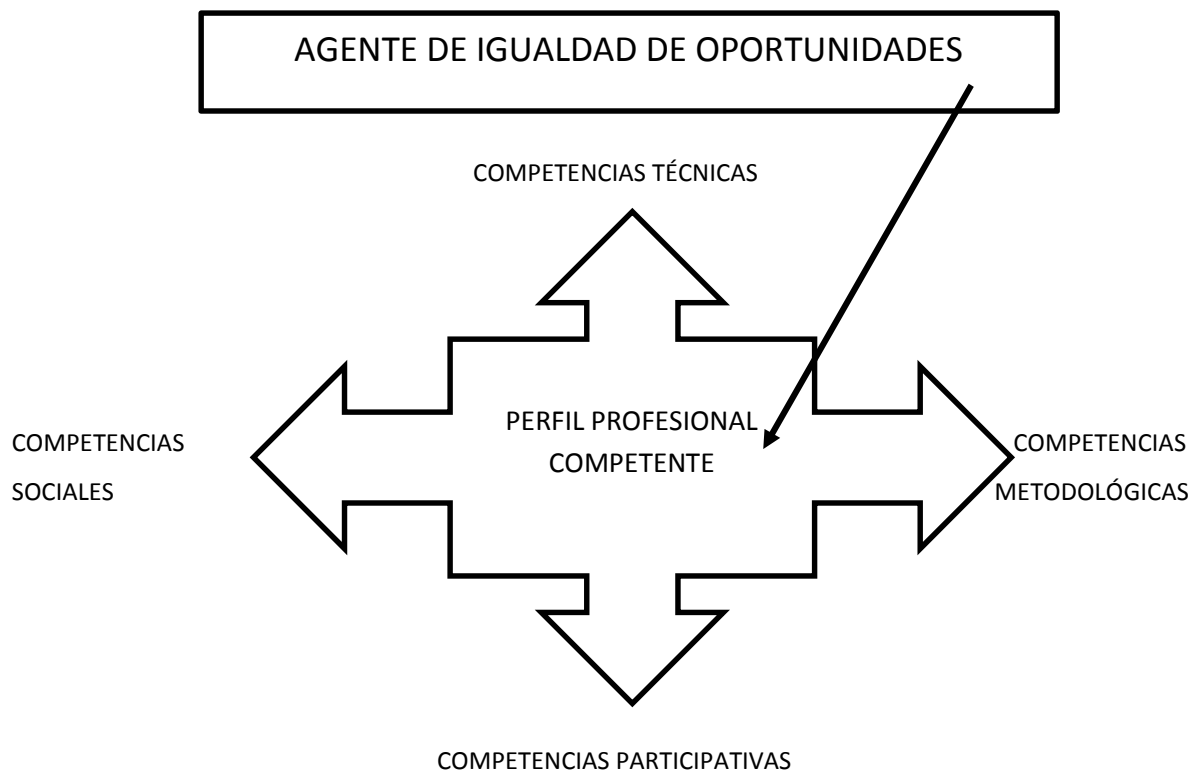 AGENTE DE IGUALDAD DE OPORTUNIDADES
COMPETENCIAS TÉCNICAS
PERFIL PROFESIONAL
COMPETENTE
COMPETENCIAS
SOCIALES
COMPETENCIAS
METODOLÓGICAS
COMPETENCIAS PARTICIPATIVAS